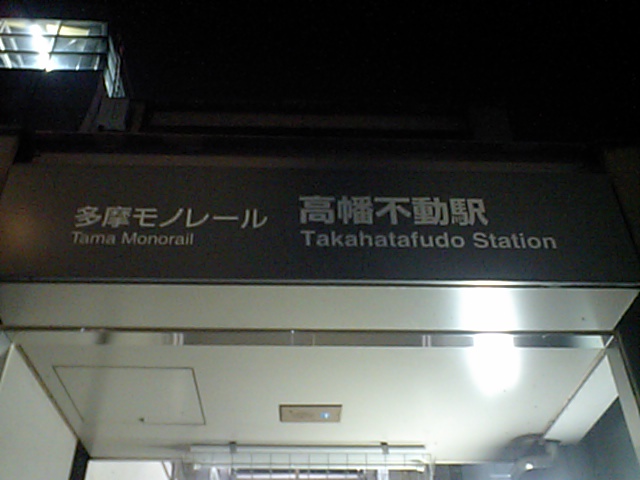 多摩モノレール
Tama Monorail
高幡不動駅
Takahatafudo Station